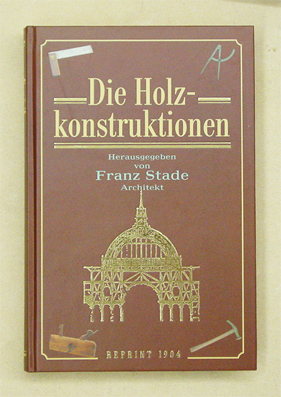 Die Holz-
konstruktionen
Herausgegeben
von
Franz Stade
Architekt
REPRINT 1904